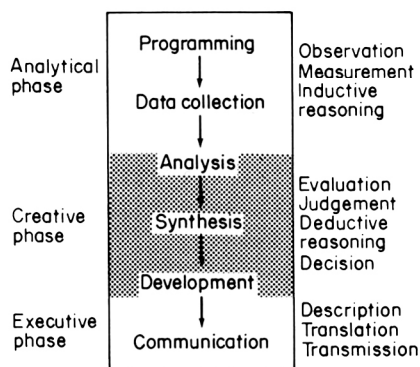 Programming
Analytical
phase
Observation
Measurement
Inductive
reasoning
Data collection
Analysis
Creative
phase
Synthesis
Evaluation
Judgement
Deductive
reasoning
Decision
Development
Executive
phase
Communication
Description
Translation
Transmission